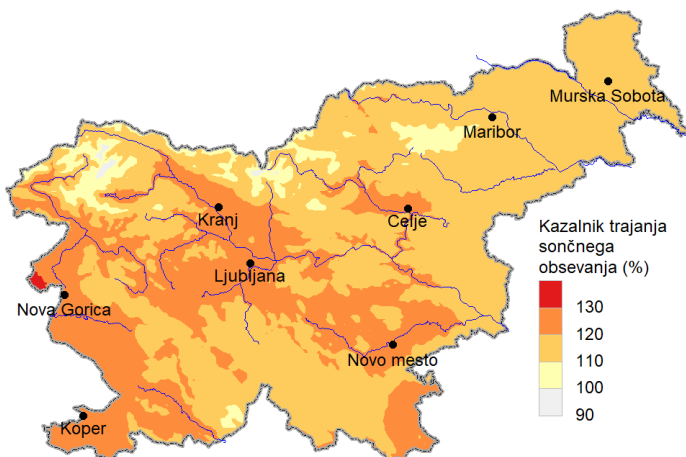 Murska Sobota
Maribor
Kranj
Celje
Ljubljana
Nova Gorica
Novo mesto
Koper
Kazalnik trajanja
sončnega
obsevanja (%)
130
120
110
100
90